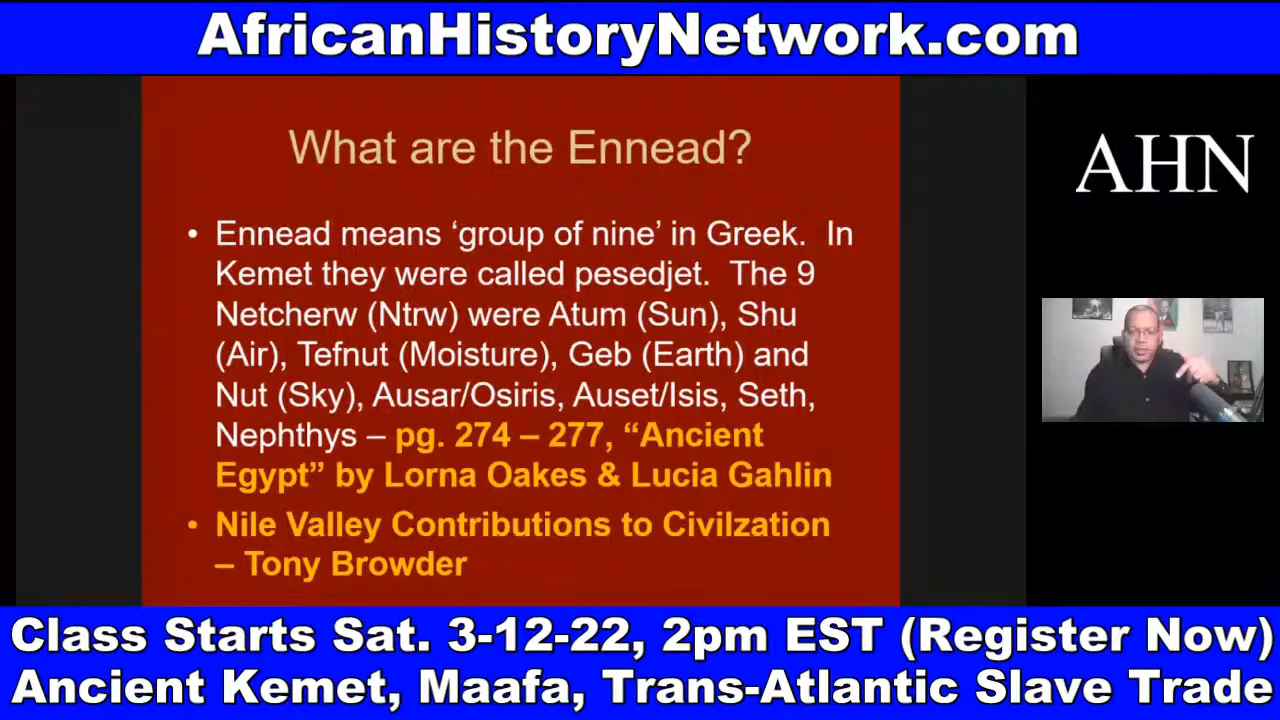 AfricanHistoryNetwork.com
What are the Ennead?
AHN
• Ennead means ‘group of nine’ in Greek.  In
Kemet they were called pesedjet.  The 9
Netcherw (Ntrw) were Atum (Sun), Shu
(Air), Tefnut (Moisture), Geb (Earth) and
Nut (Sky), Ausar/Osiris, Auset/Isis, Seth,
Nephthys – pg. 274 – 277, “Ancient
Egypt” by Lorna Oakes & Lucia Gahlin
• Nile Valley Contributions to Civilzation
– Tony Browder
Class Starts Sat. 3-12-22, 2pm EST (Register Now)
Ancient Kemet, Maafa, Trans-Atlantic Slave Trade